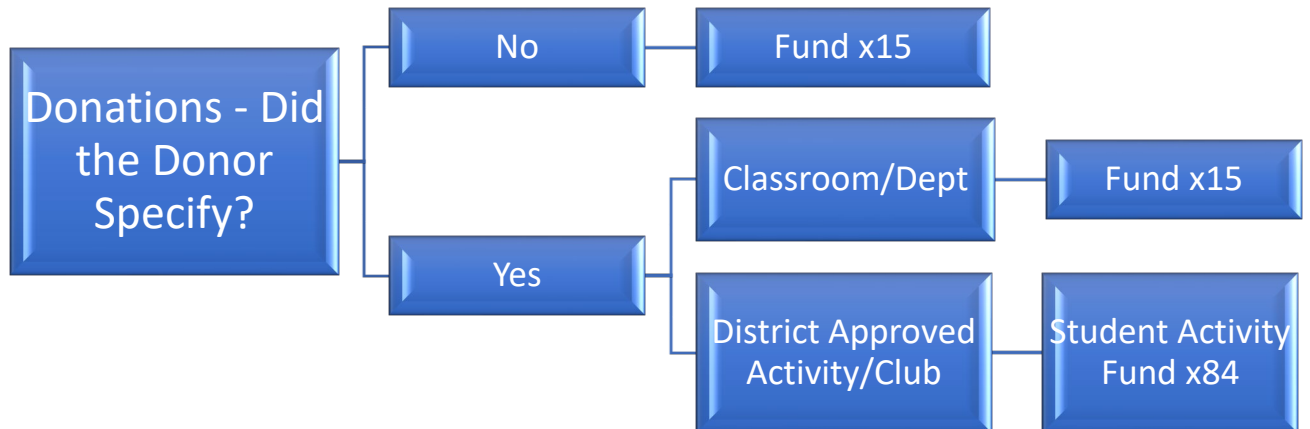 Donations - Did
the Donor
Specify?
No
Fund x15
Yes
Classroom/Dept
Fund x15
District Approved
Activity/Club
Student Activity
Fund x84